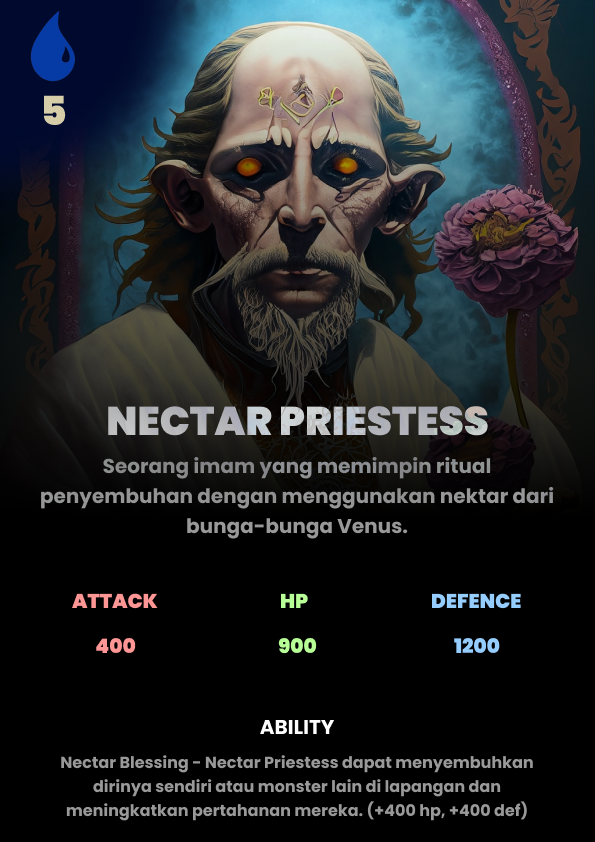 5
NECTAR PRIESTESS
Seorang imam yang memimpin ritual
penyembuhan dengan menggunakan nektar dari
bunga-bunga Venus.
ATTACK HP DEFENCE
400 900 1200
ABILITY
Nectar Blessing - Nectar Priestess dapat menyembuhkan
dirinya sendiri atau monster lain di lapangan dan
meningkatkan pertahanan mereka. (+400 hp, +400 def)